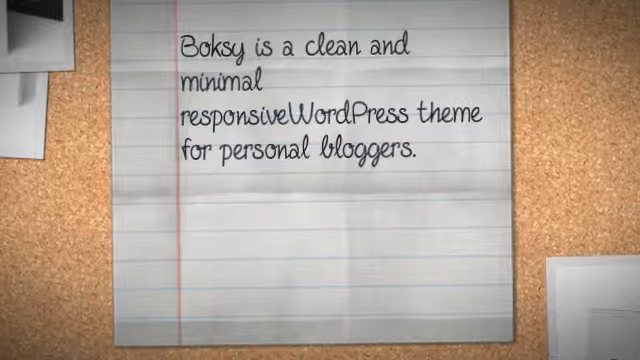 Boksy is a clean and
minimal
responsiveWordPress theme
for personal bloggers.